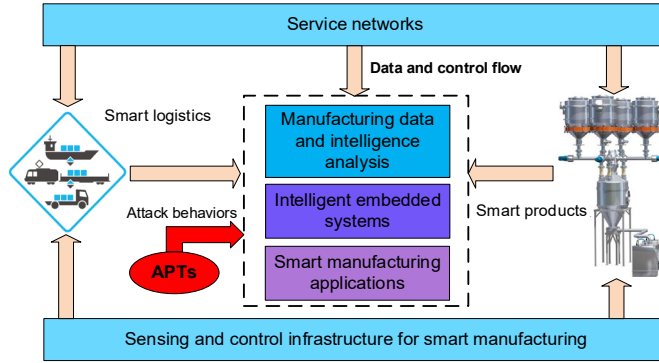 Service networks
Data and control flow
Smart logistics
Manufacturing data
and intelligence
analysis
Intelligent embedded
systems
Attack behaviors
Smart products
APTs
Smart manufacturing
applications
Sensing and control infrastructure for smart manufacturing